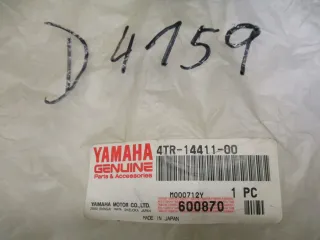 D4159
YAMAHA
GENUINE
Parts & Accessories
4TR-14411-00
M000712Y
1 PC
YAMAHA MOTOR CO., LTD.
600870
MADE IN JAPAN